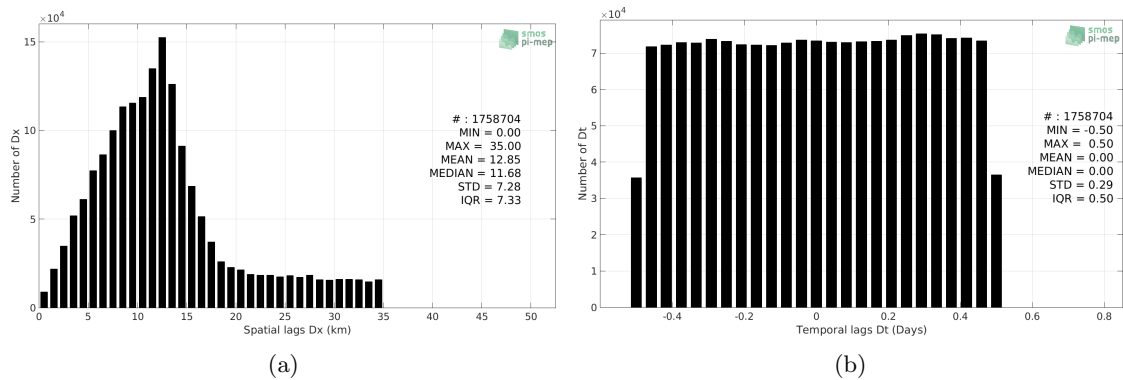 ×10⁴
15
10
5
0
Number of Dx
smos
pi-mep
# : 1758704
MIN = 0.00
MAX = 35.00
MEAN = 12.85
MEDIAN = 11.68
STD = 7.28
IQR = 7.33
0 5 10 15 20 25 30 35 40 45 50
Spatial lags Dx (km)
(a)
×10⁴
7
6
5
4
3
2
1
0
Number of Dt
smos
pi-mep
# : 1758704
MIN = -0.50
MAX = 0.50
MEAN = 0.00
MEDIAN = 0.00
STD = 0.29
IQR = 0.50
-0.4 -0.2 0 0.2 0.4 0.6 0.8
Temporal lags Dt (Days)
(b)